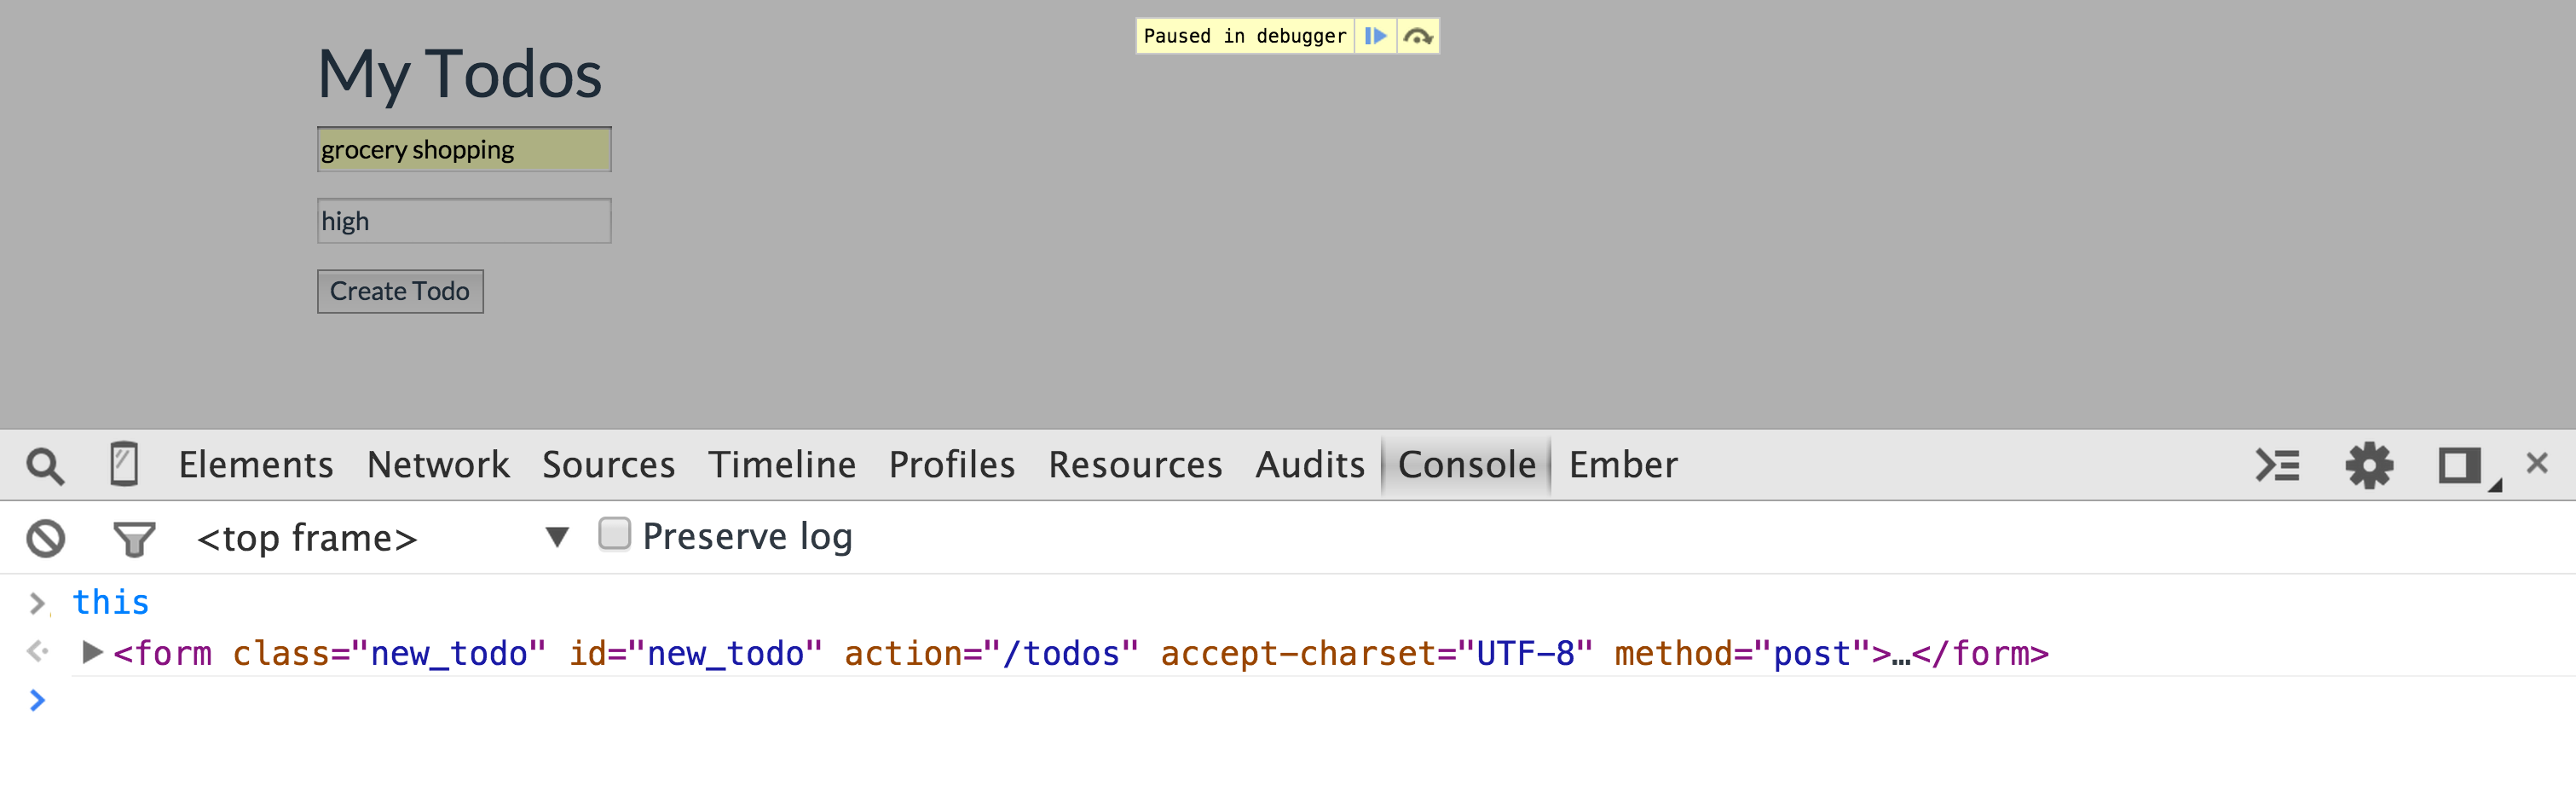 Paused in debugger
My Todos
grocery shopping
high
Create Todo
Elements Network Sources Timeline Profiles Resources Audits Console Ember
<top frame> Preserve log
this
<form class="new_todo" id="new_todo" action="/todos" accept-charset="UTF-8" method="post">…</form>